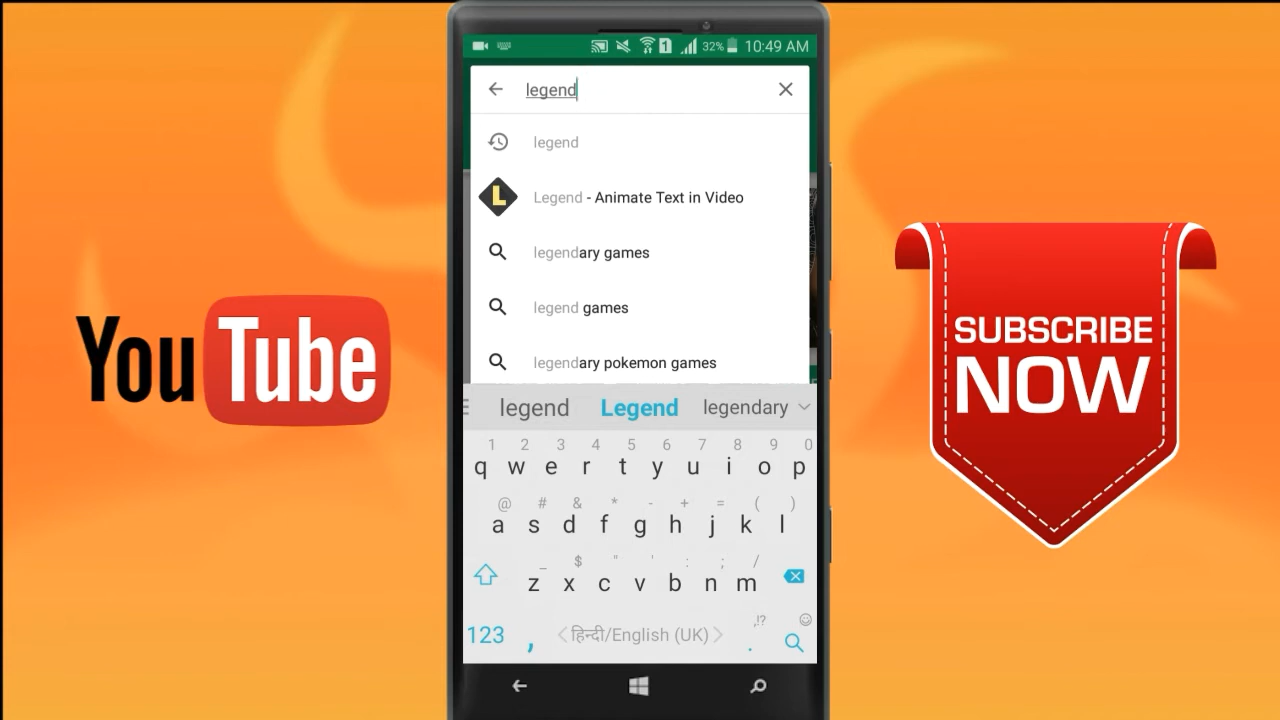 32% 10:49 AM
legend
legend
Legend - Animate Text in Video
legendary games
legend games
legendary pokemon games
legend Legend legendary
1 2 3 4 5 6 7 8 9 0
q w e r t y u i o p
@ # & * - + = ( )
a s d f g h j k l
_ $ " ' : ; /
z x c v b n m
,!?
123 , हिन्दी/English (UK) .
YouTube
SUBSCRIBE
NOW